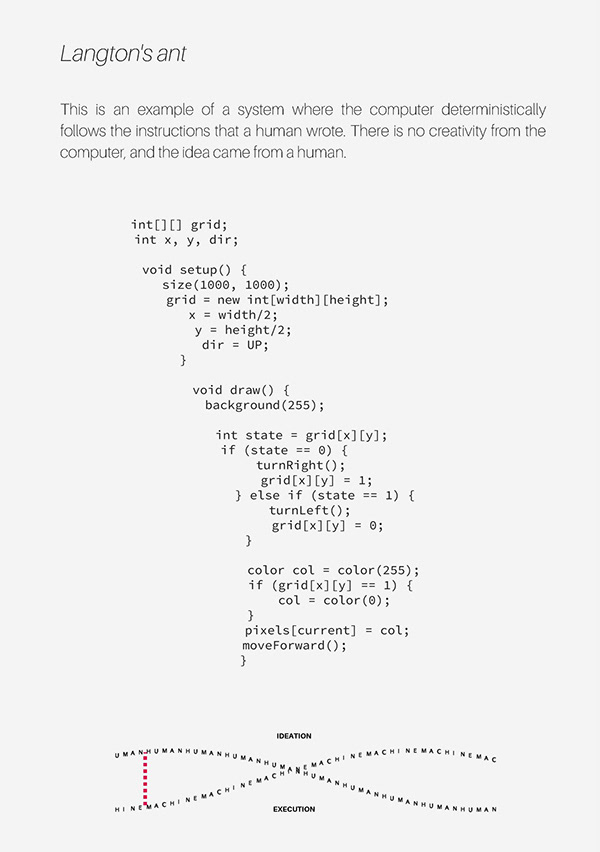 Langton's ant
This is an example of a system where the computer deterministically
follows the instructions that a human wrote. There is no creativity from the
computer, and the idea came from a human.
int[][] grid;
int x, y, dir;
void setup() {
size(1000, 1000);
grid = new int[width][height];
x = width/2;
y = height/2;
dir = UP;
}
void draw() {
background(255);
int state = grid[x][y];
if (state == 0) {
turnRight();
grid[x][y] = 1;
} else if (state == 1) {
turnLeft();
grid[x][y] = 0;
}
color col = color(255);
if (grid[x][y] == 1) {
col = color(0);
}
pixels[current] = col;
moveForward();
}
IDEATION
UMANHUMANHUMANHUMANHUMANHUMANEMACHINEMACHINEMACHINEMAC
HINEMACHINEMACHINEMACHINEMACHINHUMANHUMANHUMANHUMANHUMAN
EXECUTION